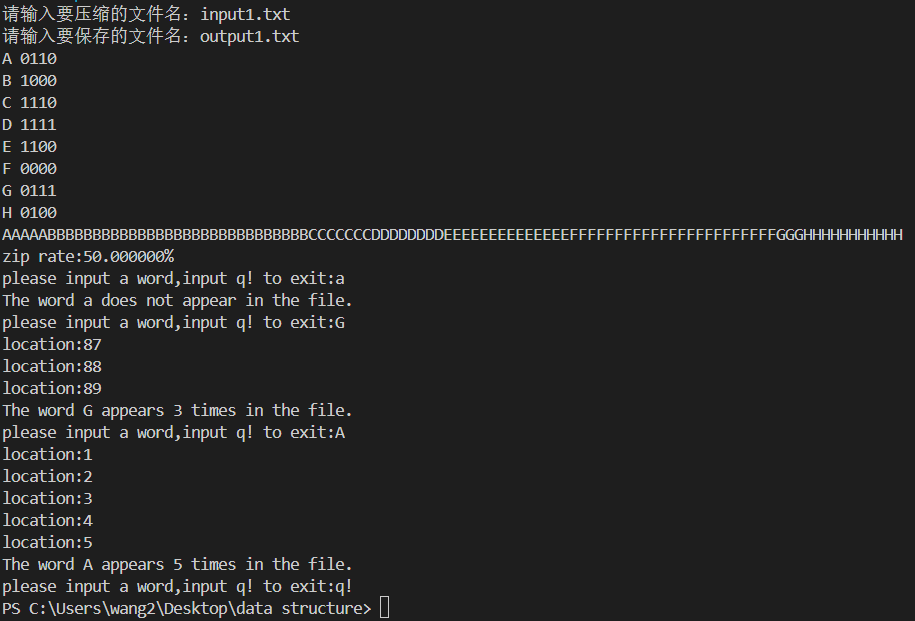 请输入要压缩的文件名：input1.txt
请输入要保存的文件名：output1.txt
A 0110
B 1000
C 1110
D 1111
E 1100
F 0000
G 0111
H 0100
AAAAABBBBBBBBBBBBBBBBBBBBBBBBBBBBBCCCCCCCDDDDDDDDEEEEEEEEEEEEEEFFFFFFFFFFFFFFFFFFFFFFFGGGHHHHHHHHHHH
zip rate:50.000000%
please input a word,input q! to exit:a
The word a does not appear in the file.
please input a word,input q! to exit:G
location:87
location:88
location:89
The word G appears 3 times in the file.
please input a word,input q! to exit:A
location:1
location:2
location:3
location:4
location:5
The word A appears 5 times in the file.
please input a word,input q! to exit:q!
PS C:\Users\wang2\Desktop\data structure>